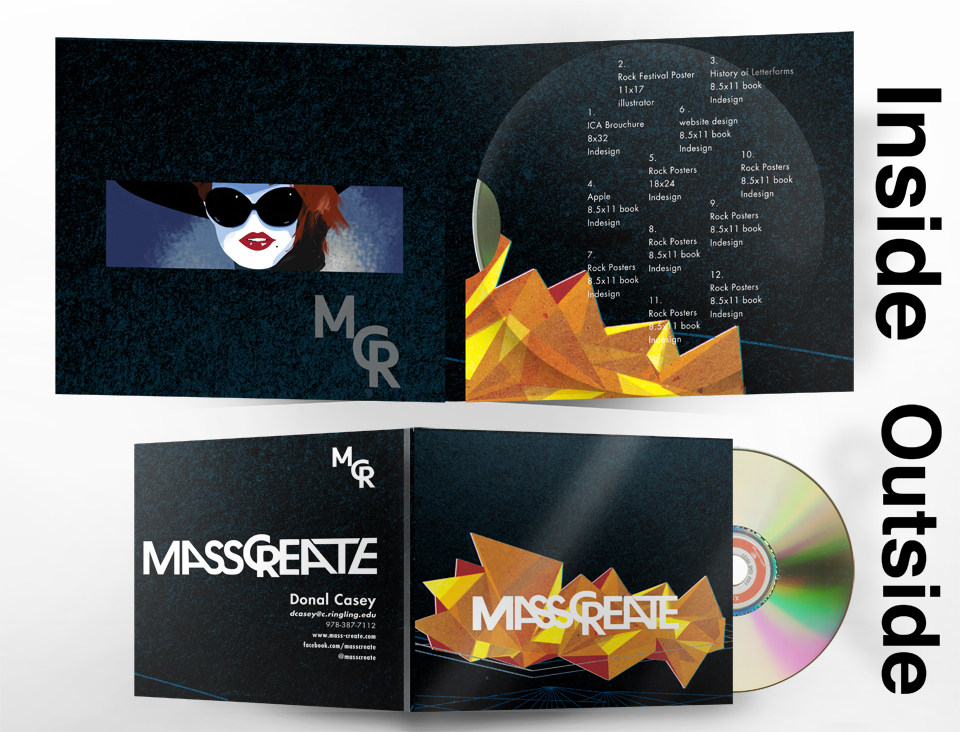 2.
Rock Festival Poster
11x17
illustrator
3.
History of Letterforms
8.5x11 book
Indesign
1.
ICA Brouchure
8x32
Indesign
6 .
website design
8.5x11 book
Indesign
5.
Rock Posters
18x24
Indesign
10.
Rock Posters
8.5x11 book
Indesign
4.
Apple
8.5x11 book
Indesign
9.
Rock Posters
8.5x11 book
Indesign
8.
Rock Posters
8.5x11 book
Indesign
7.
Rock Posters
8.5x11 book
Indesign
12.
Rock Posters
8.5x11 book
Indesign
11.
Rock Posters
8.5x11 book
Indesign
MCR
Inside
MCR
MASSCREATE
Donal Casey
dcasey@c.ringling.edu
978-387-7112
www.mass-create.com
facebook.com/masscreate
@masscreate
MASSCREATE
Outside